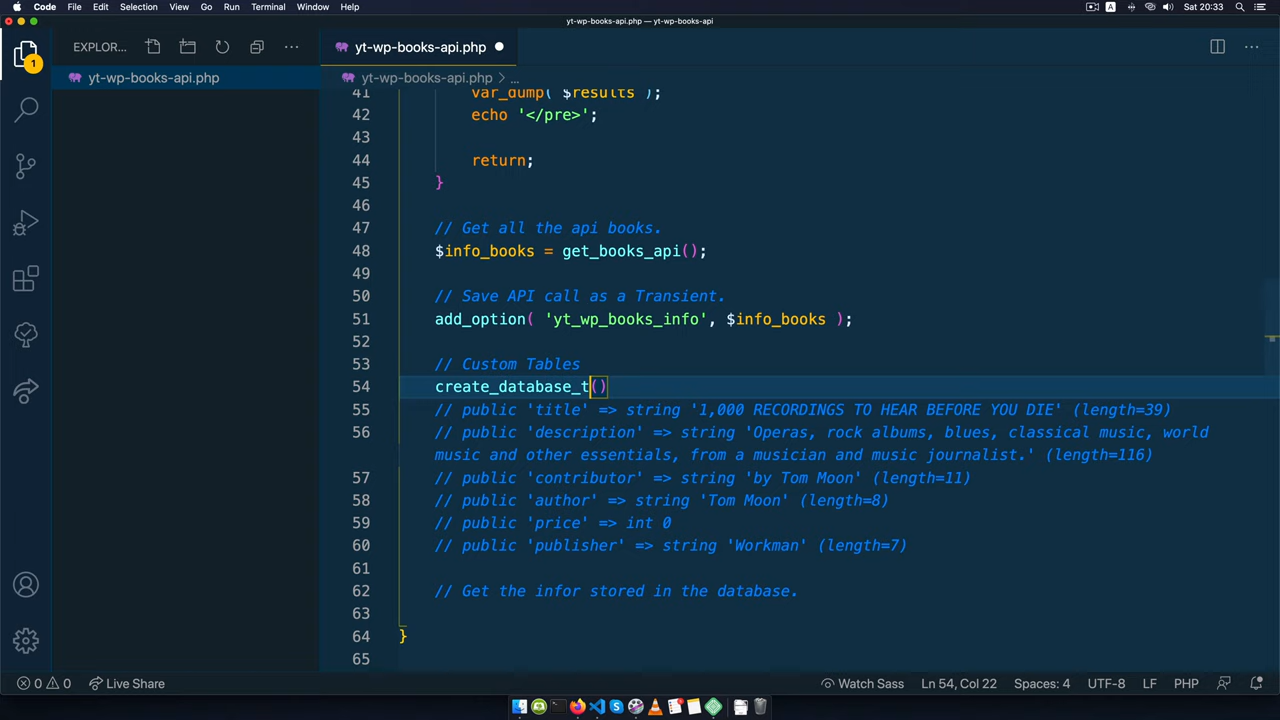 Code File Edit Selection View Go Run Terminal Window Help A Sat 20:33
yt-wp-books-api.php — yt-wp-books-api
EXPLOR... yt-wp-books-api.php
1
yt-wp-books-api.php
yt-wp-books-api.php > ...
41 var_dump( $results );
42 echo '</pre>';
43
44 return;
45 }
46
47 // Get all the api books.
48 $info_books = get_books_api();
49
50 // Save API call as a Transient.
51 add_option( 'yt_wp_books_info', $info_books );
52
53 // Custom Tables
54 create_database_t()
55 // public 'title' => string '1,000 RECORDINGS TO HEAR BEFORE YOU DIE' (length=39)
56 // public 'description' => string 'Operas, rock albums, blues, classical music, world
music and other essentials, from a musician and music journalist.' (length=116)
57 // public 'contributor' => string 'by Tom Moon' (length=11)
58 // public 'author' => string 'Tom Moon' (length=8)
59 // public 'price' => int 0
60 // public 'publisher' => string 'Workman' (length=7)
61
62 // Get the infor stored in the database.
63
64 }
65
0 0 Live Share Watch Sass Ln 54, Col 22 Spaces: 4 UTF-8 LF PHP